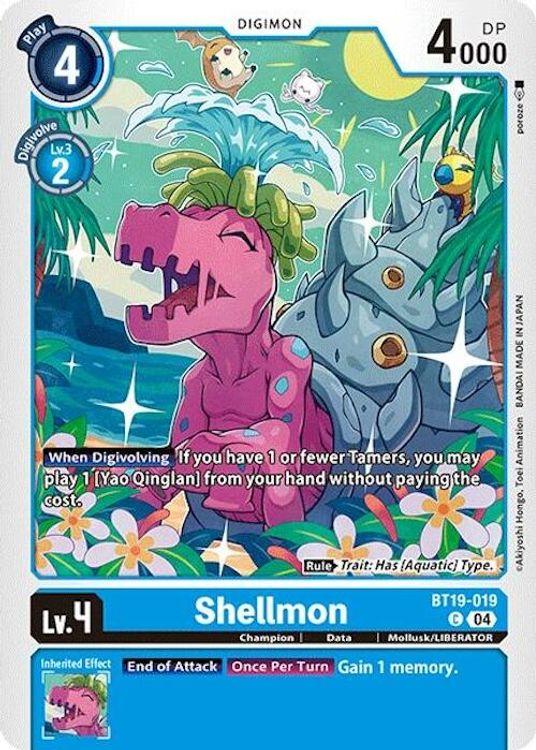 DIGIMON
Play
4
DP
4000
Digivolve
Lv.3
2
poroze
When Digivolving If you have 1 or fewer Tamers, you may
play 1 [Yao Qinglan] from your hand without paying the
cost.
Rule Trait: Has [Aquatic] Type.
©Akiyoshi Hongo, Toei Animation BANDAI MADE IN JAPAN
Lv.4
Shellmon
BT19-019
C 04
Champion | Data | Mollusk/LIBERATOR
Inherited Effect
End of Attack Once Per Turn Gain 1 memory.